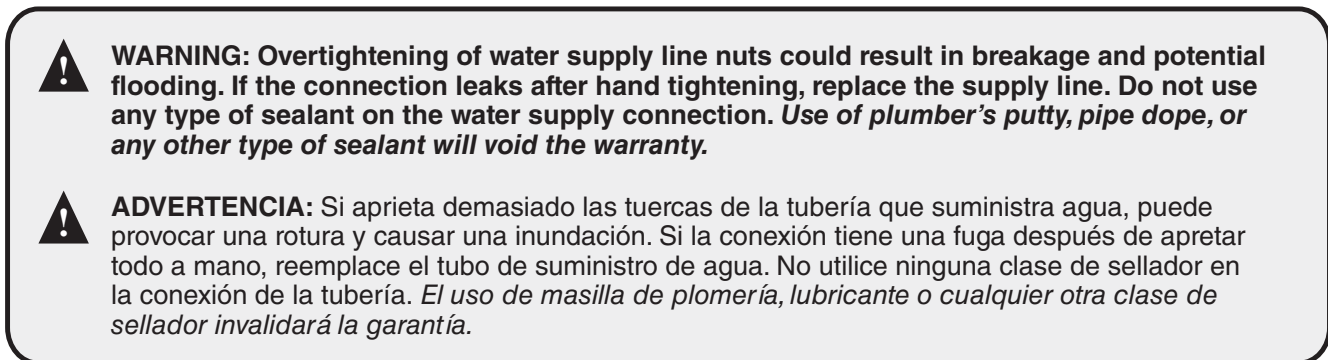 WARNING: Overtightening of water supply line nuts could result in breakage and potential
flooding. If the connection leaks after hand tightening, replace the supply line. Do not use
any type of sealant on the water supply connection. Use of plumber’s putty, pipe dope, or
any other type of sealant will void the warranty.
ADVERTENCIA: Si aprieta demasiado las tuercas de la tubería que suministra agua, puede
provocar una rotura y causar una inundación. Si la conexión tiene una fuga después de apretar
todo a mano, reemplace el tubo de suministro de agua. No utilice ninguna clase de sellador en
la conexión de la tubería. El uso de masilla de plomería, lubricante o cualquier otra clase de
sellador invalidará la garantía.